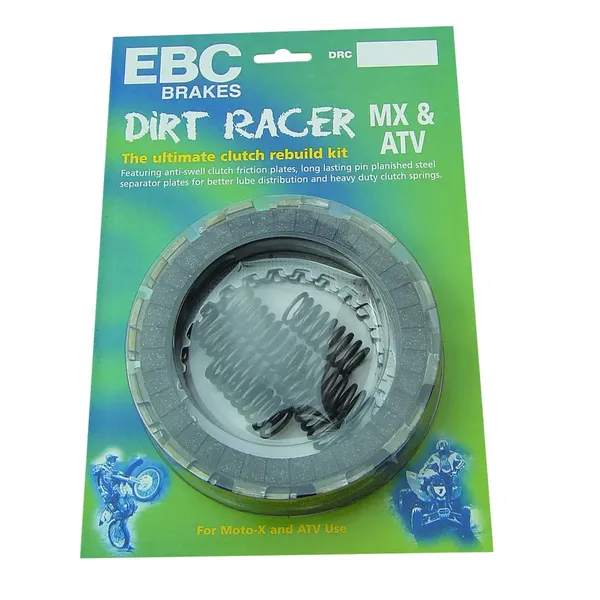 EBC
BRAKES
DRC
DiRT RACER
MX &
ATV
The ultimate clutch rebuild kit
Featuring anti-swell clutch friction plates, long lasting pin planished steel
separator plates for better lube distribution and heavy duty clutch springs.
For Moto-X and ATV Use